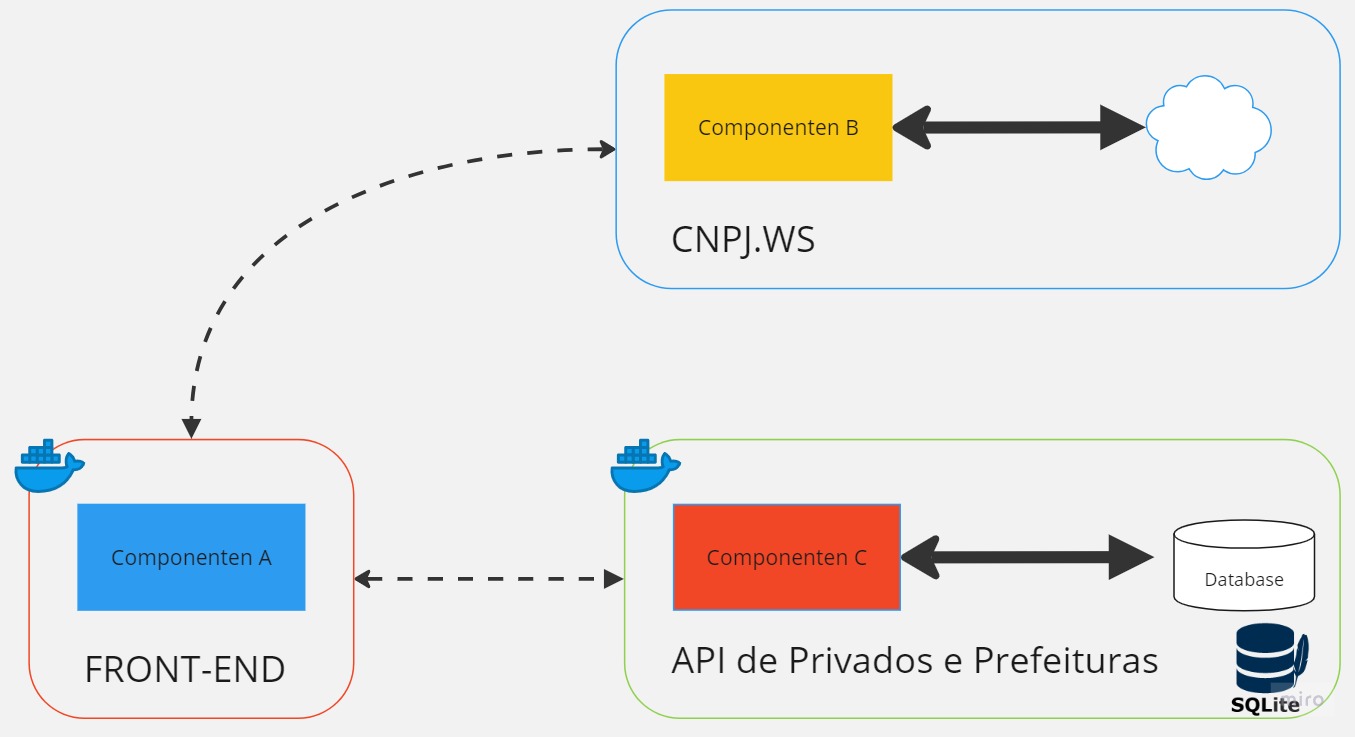 Componenten B
CNPJ.WS
Componenten A
FRONT-END
Componenten C
Database
API de Privados e Prefeituras
SQLite
miro